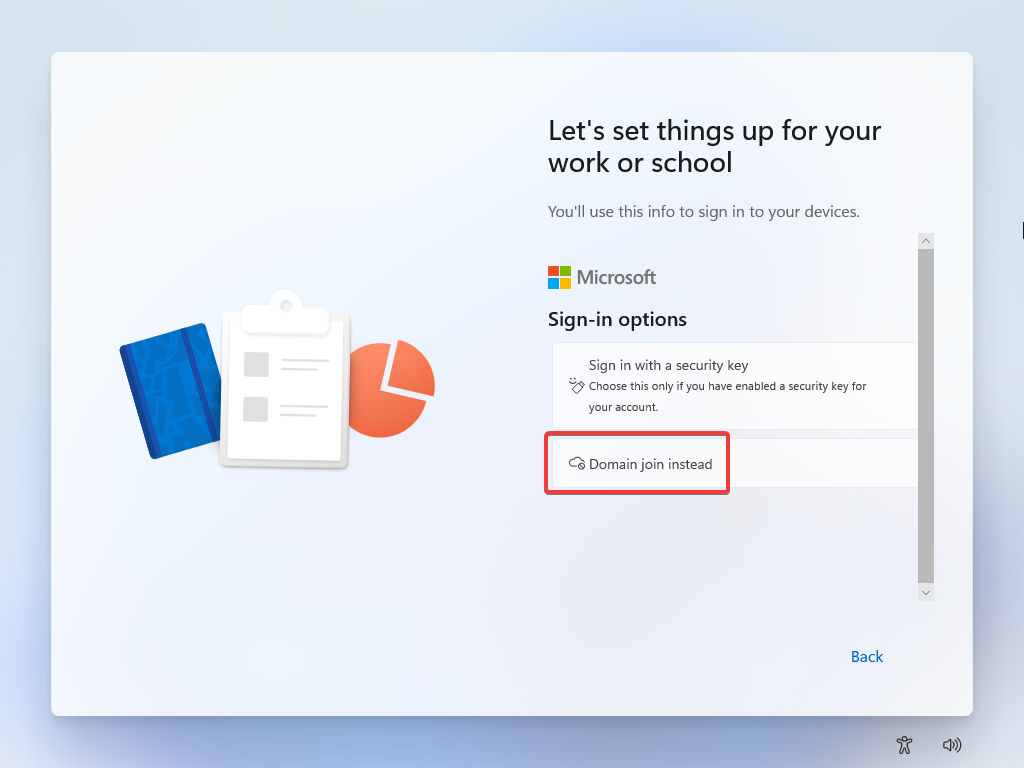 Let's set things up for your
work or school
You'll use this info to sign in to your devices.
Microsoft
Sign-in options
Sign in with a security key
Choose this only if you have enabled a security key for
your account.
Domain join instead
Back